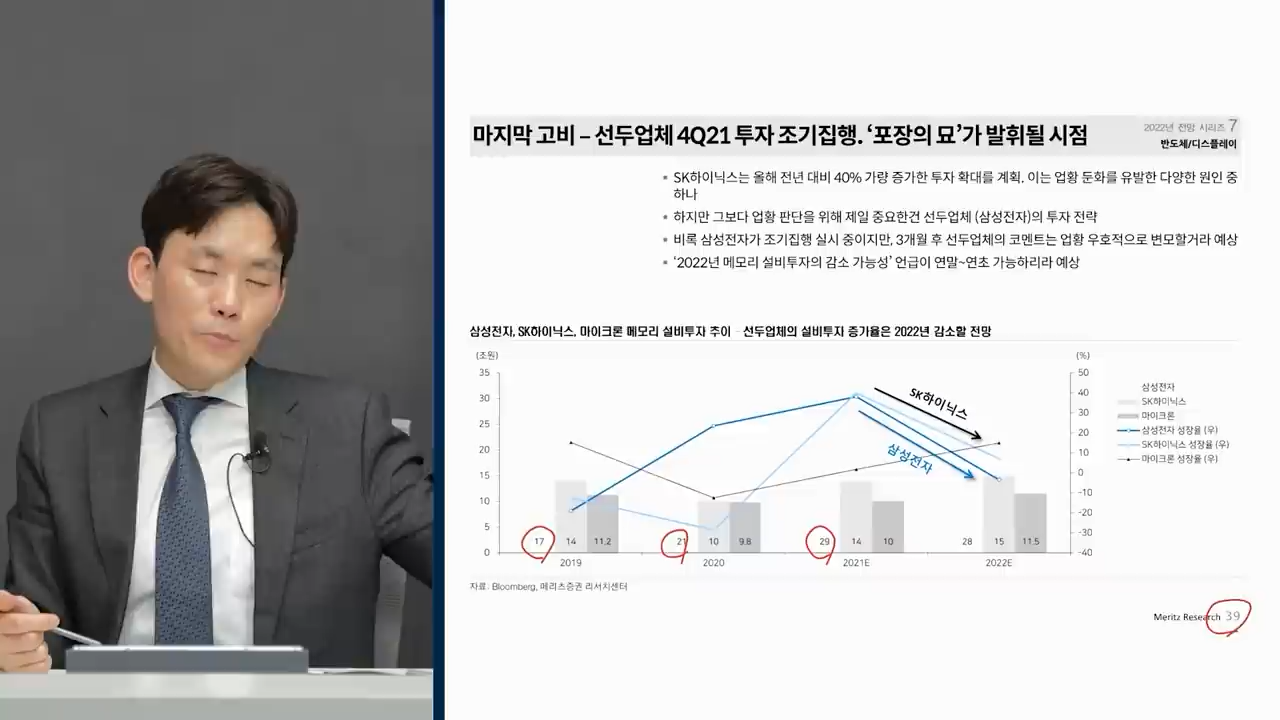 마지막 고비 – 선두업체 4Q21 투자 조기집행. ‘포장의 묘’가 발휘될 시점
2022년 전망 시리즈 7
반도체/디스플레이
▪ SK하이닉스는 올해 전년 대비 40% 가량 증가한 투자 확대를 계획. 이는 업황 둔화를 유발한 다양한 원인 중
하나
▪ 하지만 그보다 업황 판단을 위해 제일 중요한건 선두업체 (삼성전자)의 투자 전략
▪ 비록 삼성전자가 조기집행 실시 중이지만, 3개월 후 선두업체의 코멘트는 업황 우호적으로 변모할거라 예상
▪ ‘2022년 메모리 설비투자의 감소 가능성’ 언급이 연말~연초 가능하리라 예상
삼성전자, SK하이닉스, 마이크론 메모리 설비투자 추이 – 선두업체의 설비투자 증가율은 2022년 감소할 전망
(조원)
(%)
35
30
25
20
15
10
5
0
50
40
30
20
10
0
-10
-20
-30
-40
SK하이닉스
삼성전자
17 14 11.2
21 10 9.8
29 14 10
28 15 11.5
2019 2020 2021E 2022E
삼성전자
SK하이닉스
마이크론
삼성전자 성장율 (우)
SK하이닉스 성장율 (우)
마이크론 성장율 (우)
자료: Bloomberg, 메리츠증권 리서치센터
Meritz Research 39